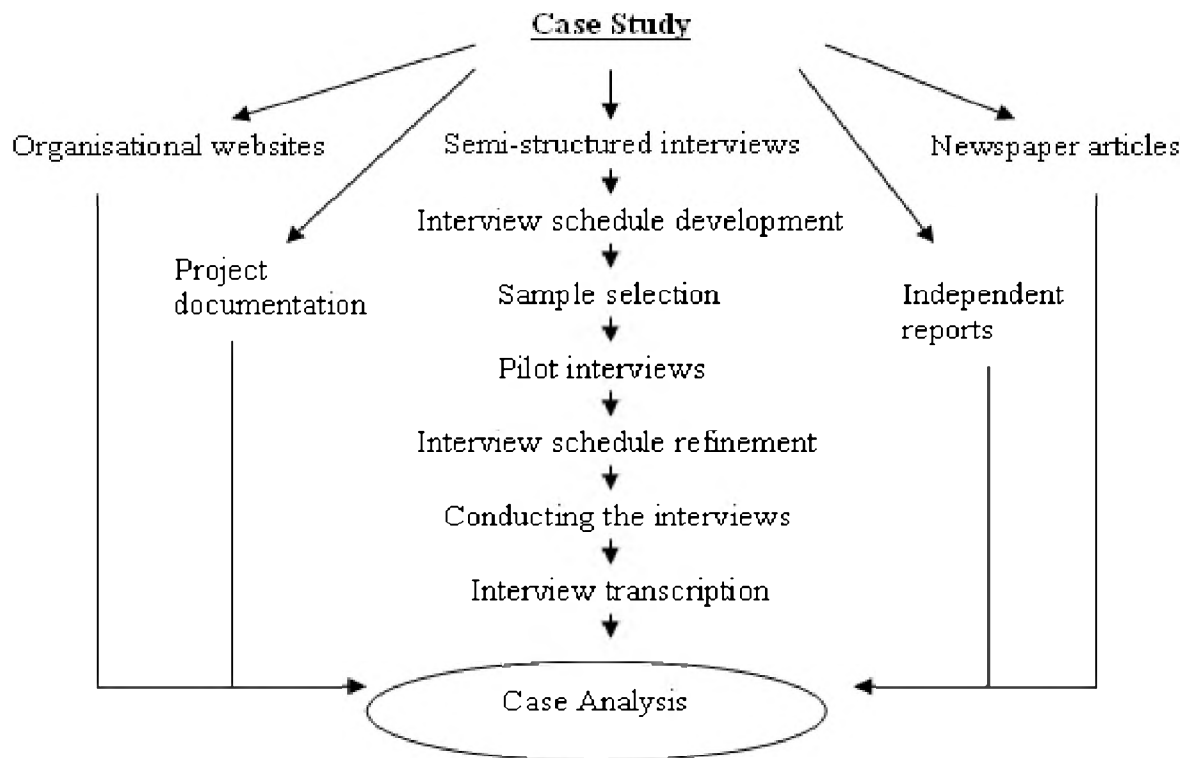 Case Study
Organisational websites
Semi-structured interviews
Newspaper articles
Interview schedule development
Project
documentation
Sample selection
Independent
reports
Pilot interviews
Interview schedule refinement
Conducting the interviews
Interview transcription
Case Analysis